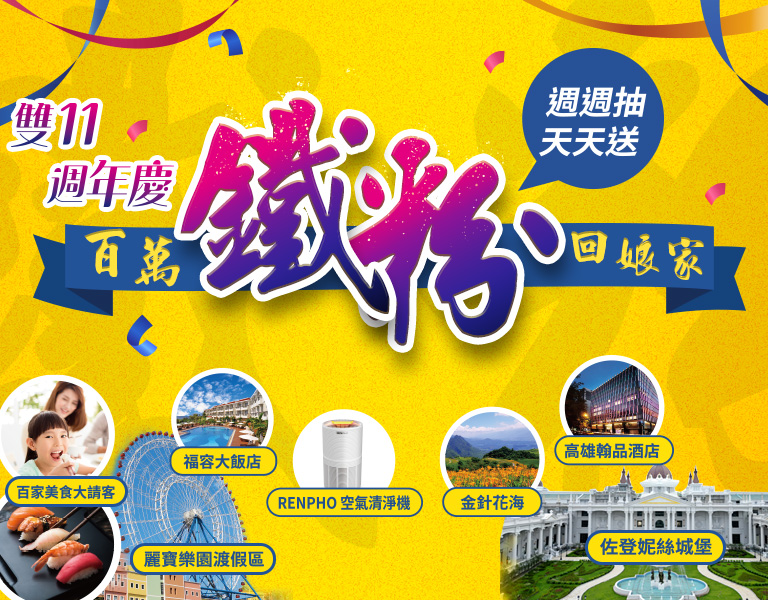 雙11
週年慶
週週抽
天天送
百萬
鐵粉
回娘家
福容大飯店
高雄翰品酒店
百家美食大請客
RENPHO 空氣清淨機
金針花海
麗寶樂園渡假區
佐登妮絲城堡